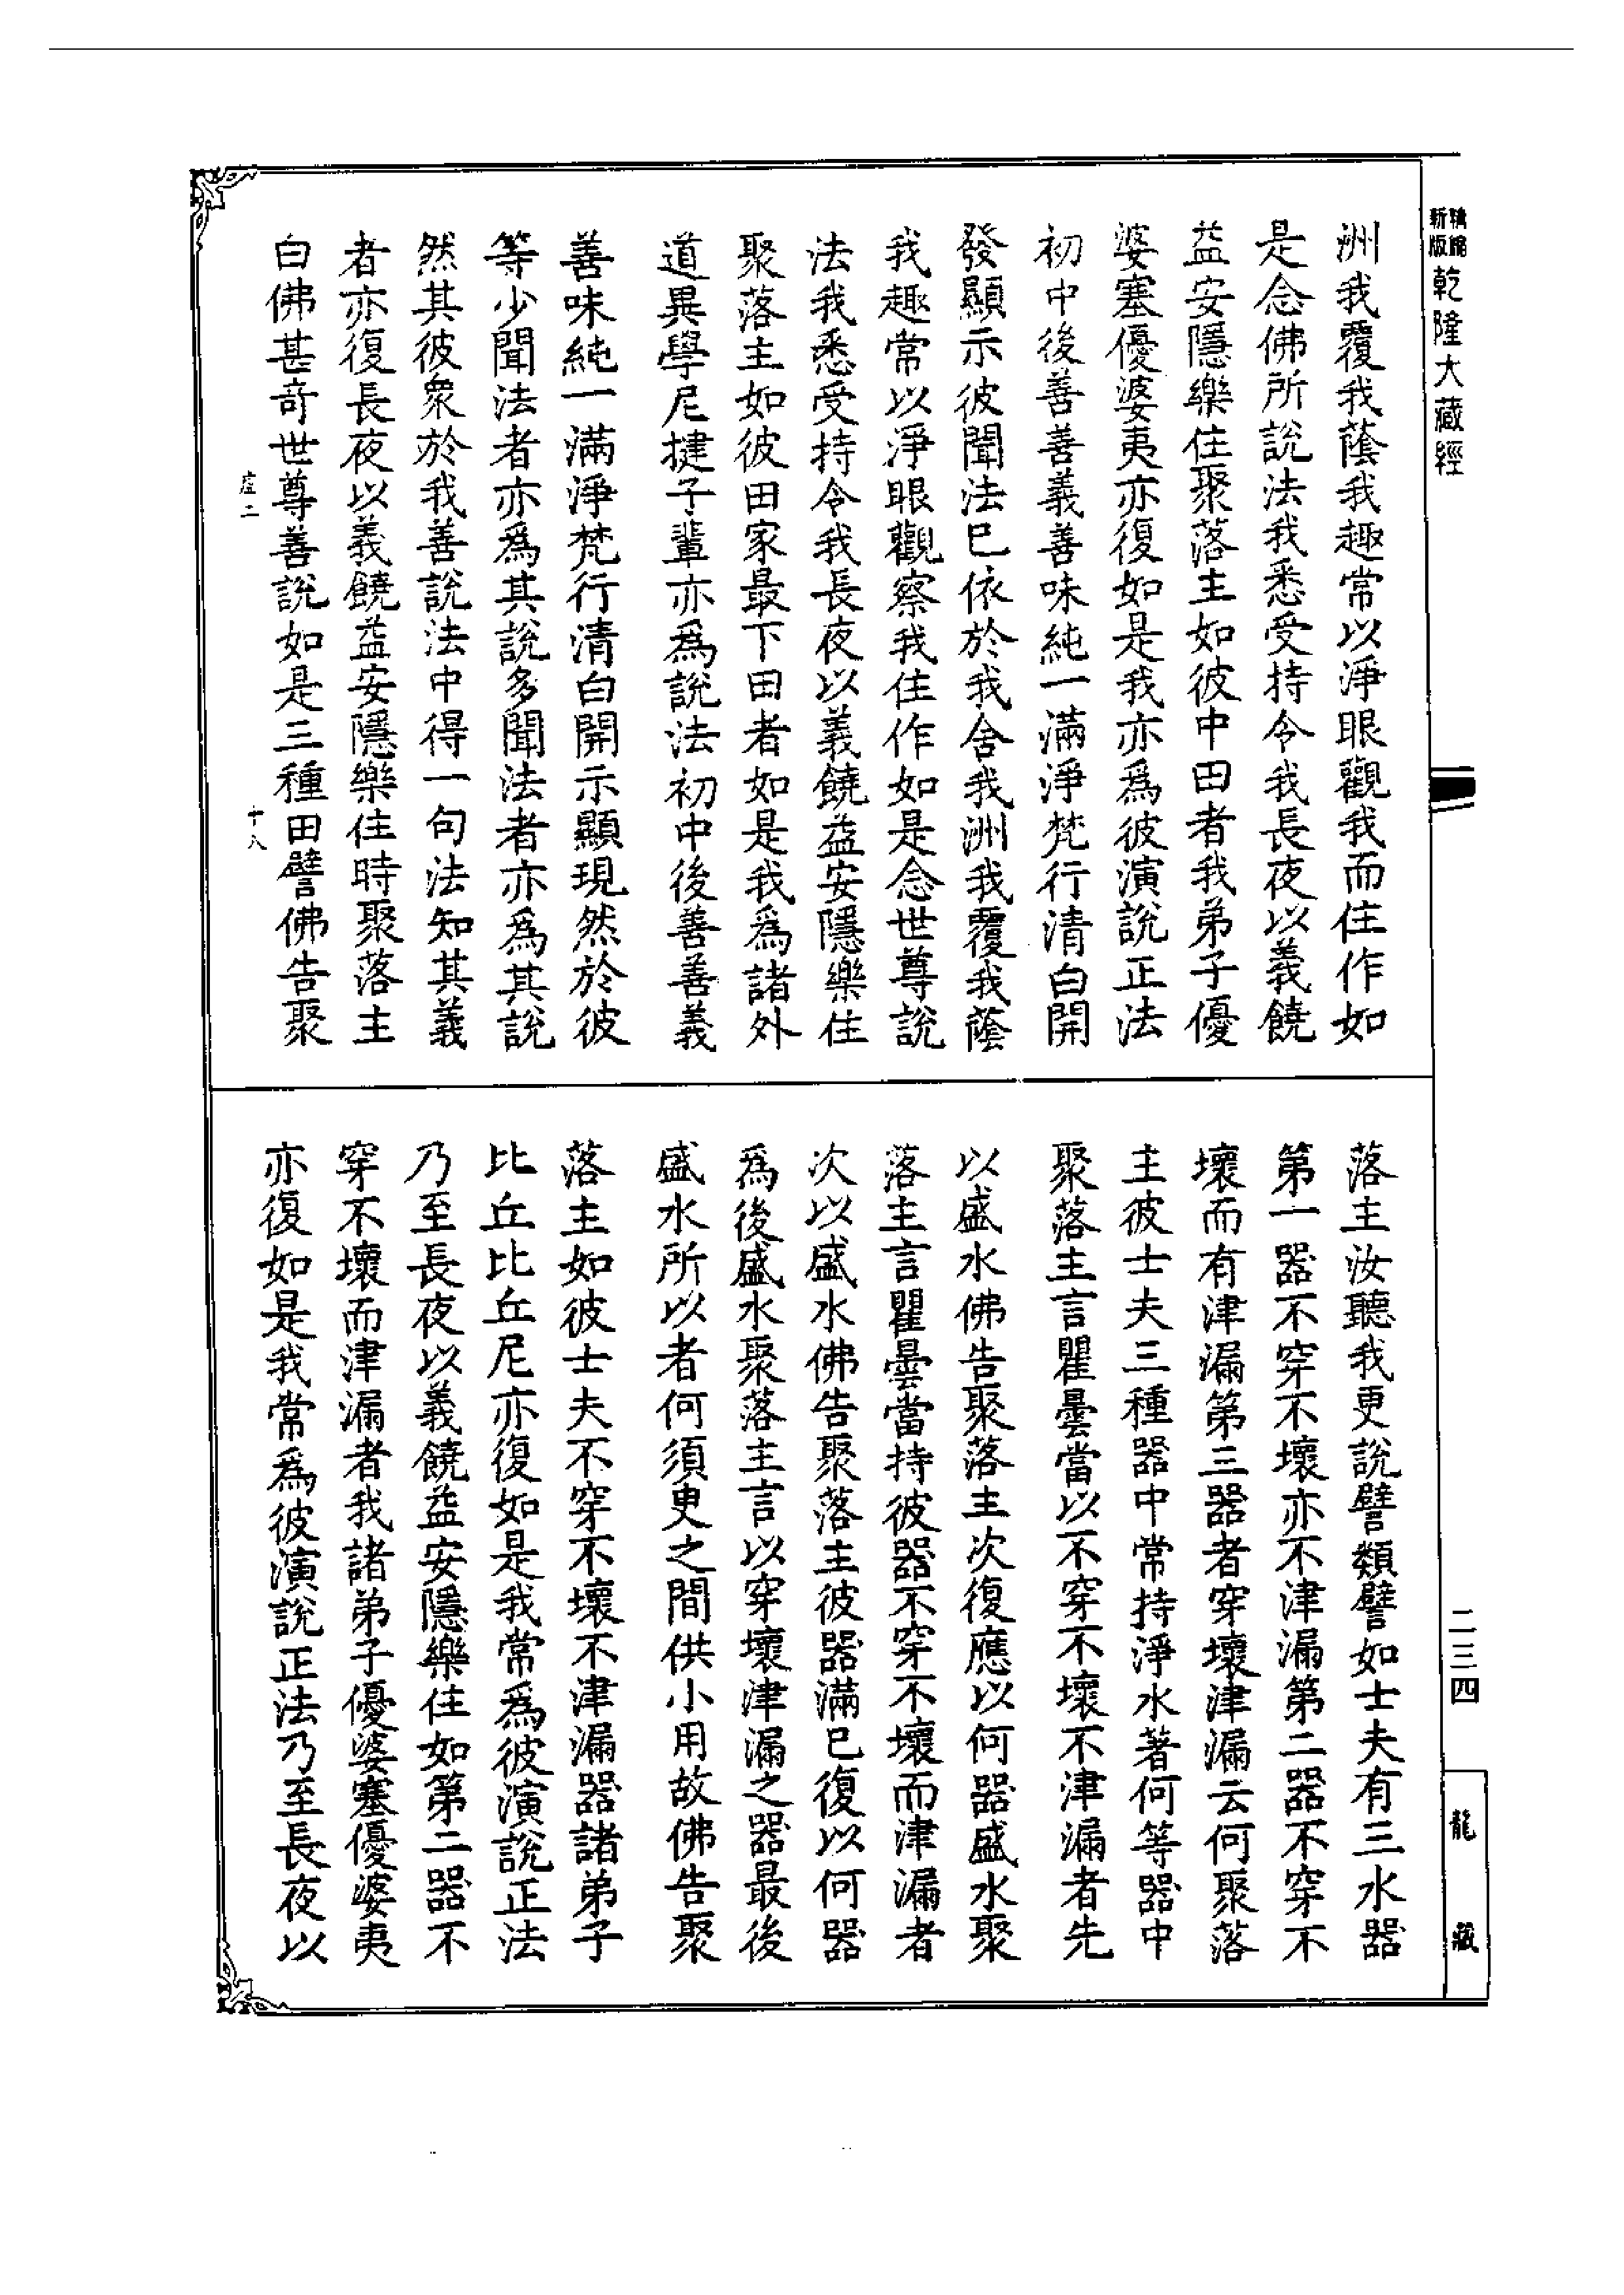 精編
新版
乾隆大藏經
洲我覆我蔭我趣常以淨眼觀我而住作如
是念佛所說法我悉受持令我長夜以義饒
益安隱樂住聚落主如彼中田者我弟子優
婆塞優婆夷亦復如是我亦爲彼演說正法
初中後善善義善味純一滿淨梵行清白開
發顯示彼聞法已依於我舍我洲我覆我蔭
我趣常以淨眼觀察我住作如是念世尊說
法我悉受持令我長夜以義饒益安隱樂住
聚落主如彼田家最下田者如是我爲諸外
道異學尼揵子輩亦爲說法初中後善善義
善味純一滿淨梵行清白開示顯現然於彼
等少聞法者亦爲其說多聞法者亦爲其說
然其彼衆於我善說法中得一句法知其義
者亦復長夜以義饒益安隱樂住時聚落主
白佛甚奇世尊善說如是三種田譬佛告聚
二
十八
落主汝聽我更說譬類譬如士夫有三水器
第一器不穿不壞亦不津漏第二器不穿不
壞而有津漏第三器者穿壞津漏云何聚落
主彼士夫三種器中常持淨水著何等器中
聚落主言瞿曇當以不穿不壞不津漏者先
以盛水佛告聚落主次復應以何器盛水聚
落主言瞿曇當持彼器不穿不壞而津漏者
次以盛水佛告聚落主彼器滿已復以何器
爲後盛水聚落主言以穿壞津漏之器最後
盛水所以者何須臾之間供小用故佛告聚
落主如彼士夫不穿不壞不津漏器諸弟子
比丘比丘尼亦復如是我常爲彼演說正法
乃至長夜以義饒益安隱樂住如第二器不
穿不壞而津漏者我諸弟子優婆塞優婆夷
亦復如是我常爲彼演說正法乃至長夜以
二三四
龍藏